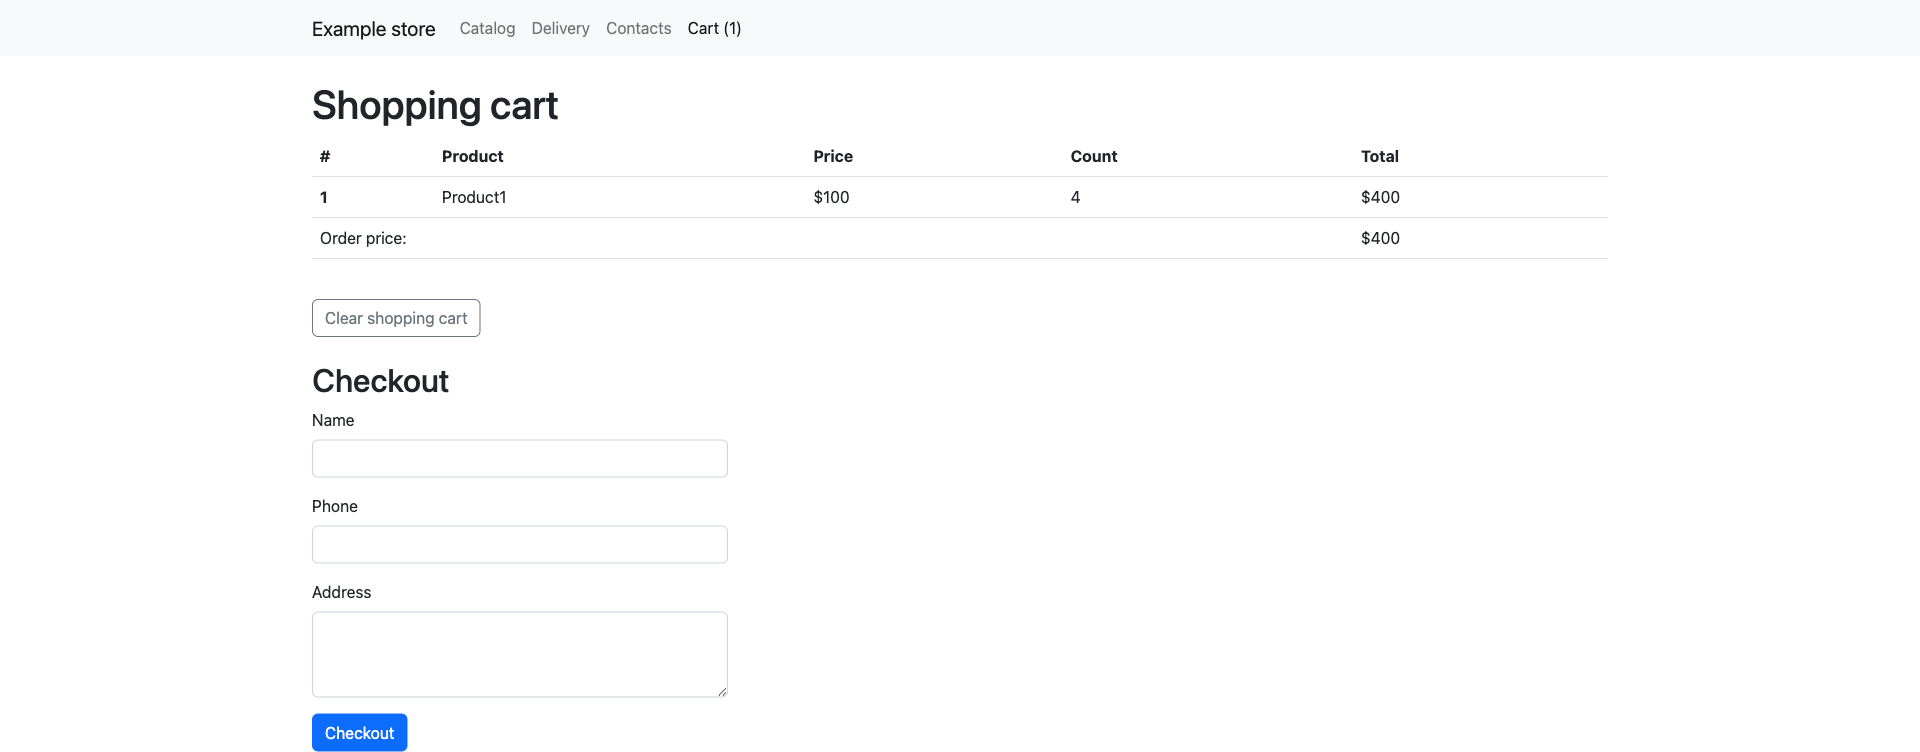 Example store Catalog Delivery Contacts Cart (1)
Shopping cart
# Product Price Count Total
1 Product1 $100 4 $400
Order price: $400
Clear shopping cart
Checkout
Name
Phone
Address
Checkout